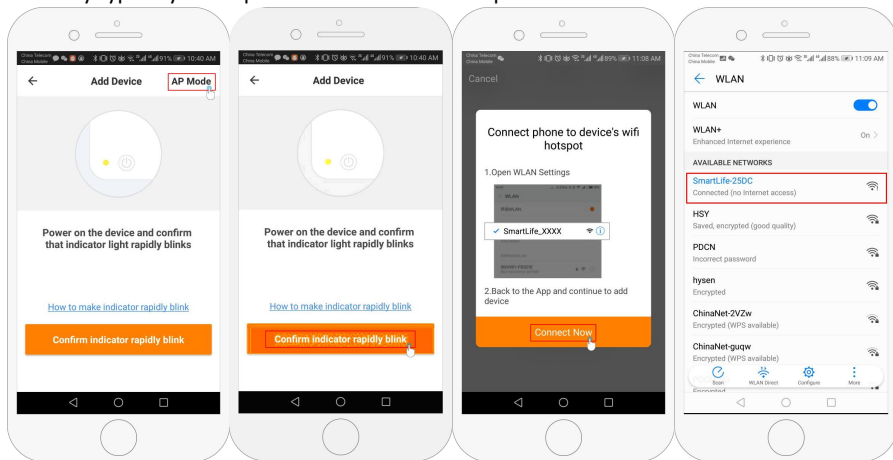 China Telecom
China Mobile
91% 10:40 AM
Add Device
AP Mode
Power on the device and confirm
that indicator light rapidly blinks
How to make indicator rapidly blink
Confirm indicator rapidly blink
China Telecom
China Mobile
91% 10:40 AM
Add Device
Power on the device and confirm
that indicator light rapidly blinks
How to make indicator rapidly blink
Confirm indicator rapidly blink
China Telecom
China Mobile
89% 11:08 AM
Cancel
Connect phone to device's wifi
hotspot
1.Open WLAN Settings
WLAN
SmartLife_XXXX
2.Back to the App and continue to add
device
Connect Now
China Telecom
China Mobile
88% 11:09 AM
WLAN
WLAN
WLAN+
Enhanced Internet experience
On
AVAILABLE NETWORKS
SmartLife-25DC
Connected (no Internet access)
HSY
Saved, encrypted (good quality)
PDCN
Incorrect password
hysen
Encrypted
ChinaNet-2VZw
Encrypted (WPS available)
ChinaNet-guqw
Encrypted (WPS available)
Scan
WLAN Direct
Configure
More